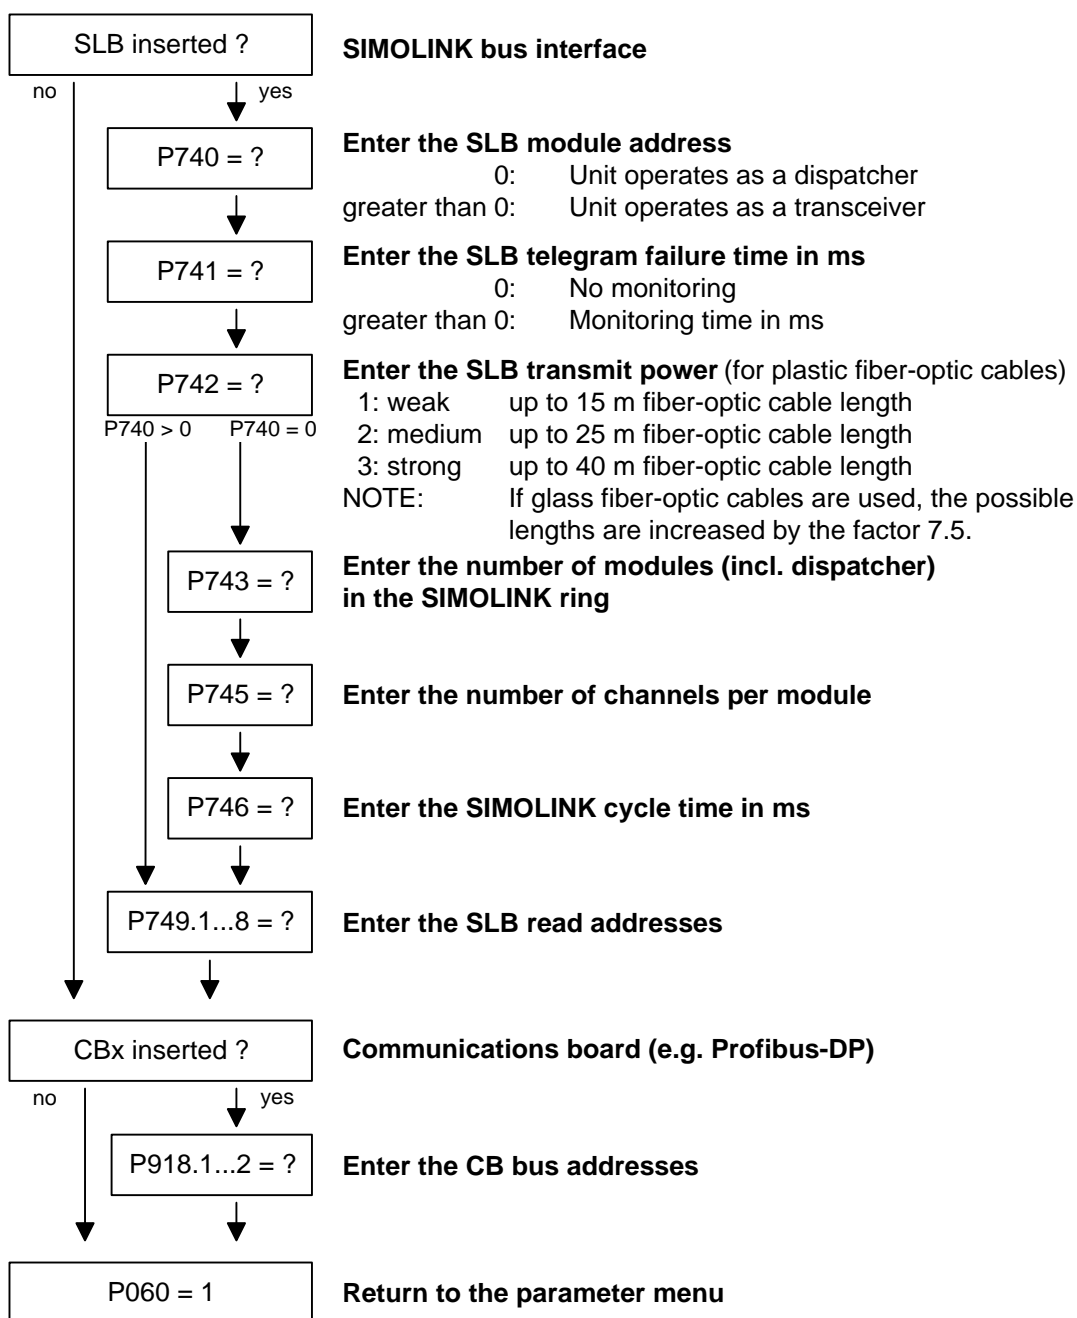 SLB inserted ? SIMOLINK bus interface
no yes
P740 = ? Enter the SLB module address
0: Unit operates as a dispatcher
greater than 0: Unit operates as a transceiver
P741 = ? Enter the SLB telegram failure time in ms
0: No monitoring
greater than 0: Monitoring time in ms
P742 = ? Enter the SLB transmit power (for plastic fiber-optic cables)
1: weak up to 15 m fiber-optic cable length
P740 > 0 P740 = 0 2: medium up to 25 m fiber-optic cable length
3: strong up to 40 m fiber-optic cable length
NOTE: If glass fiber-optic cables are used, the possible
lengths are increased by the factor 7.5.
P743 = ? Enter the number of modules (incl. dispatcher)
in the SIMOLINK ring
P745 = ? Enter the number of channels per module
P746 = ? Enter the SIMOLINK cycle time in ms
P749.1...8 = ? Enter the SLB read addresses
CBx inserted ? Communications board (e.g. Profibus-DP)
no yes
P918.1...2 = ? Enter the CB bus addresses
P060 = 1 Return to the parameter menu